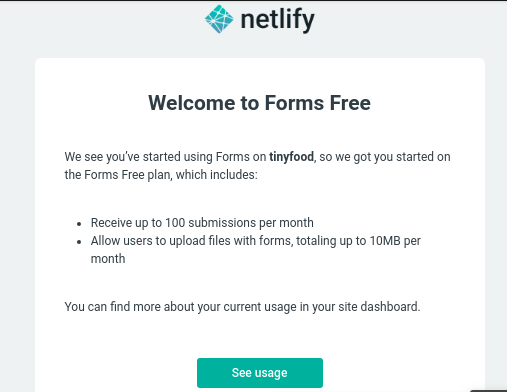 netlify
Welcome to Forms Free
We see you've started using Forms on tinyfood, so we got you started on
the Forms Free plan, which includes:
• Receive up to 100 submissions per month
• Allow users to upload files with forms, totaling up to 10MB per
month
You can find more about your current usage in your site dashboard.
See usage